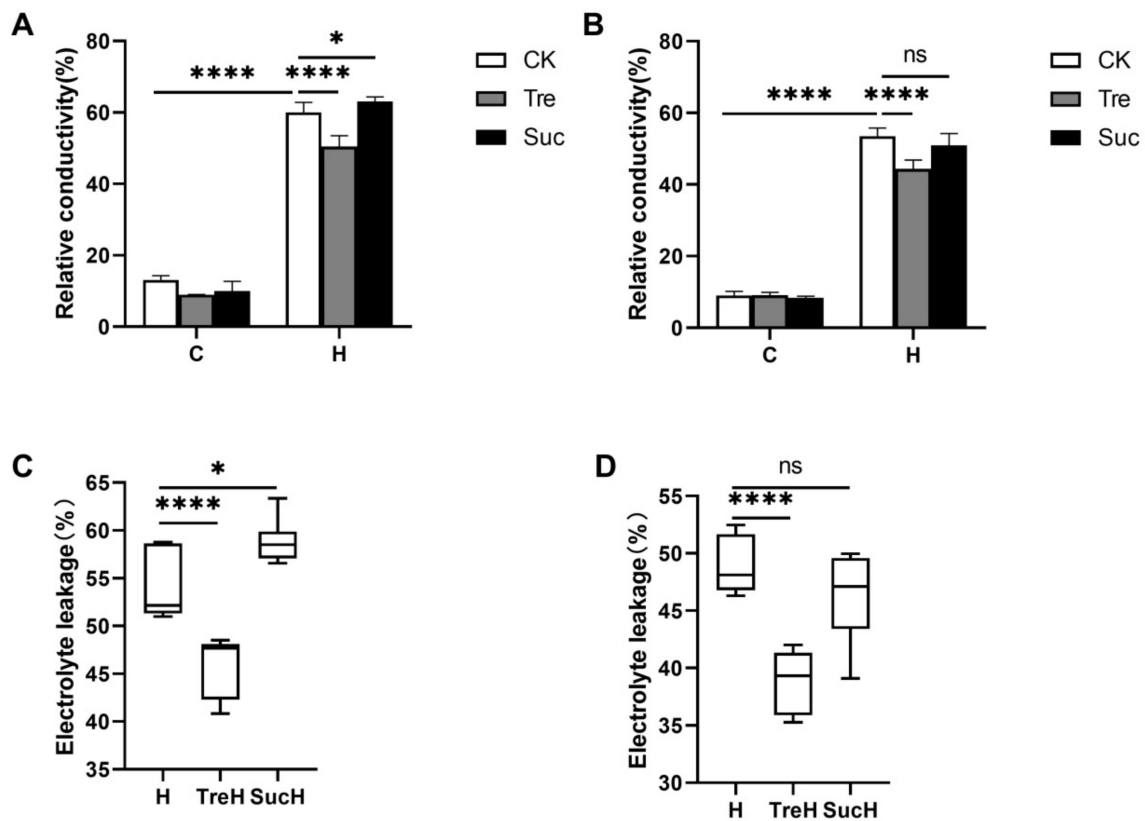 A
Relative conductivity(%)
80
60
40
20
0
****
****
*
C
H
CK
Tre
Suc
B
Relative conductivity(%)
80
60
40
20
0
****
****
ns
C
H
CK
Tre
Suc
C
Electrolyte leakage(%)
65
60
55
50
45
40
35
*
****
H TreH SucH
D
Electrolyte leakage(%)
55
50
45
40
35
30
ns
****
H TreH SucH